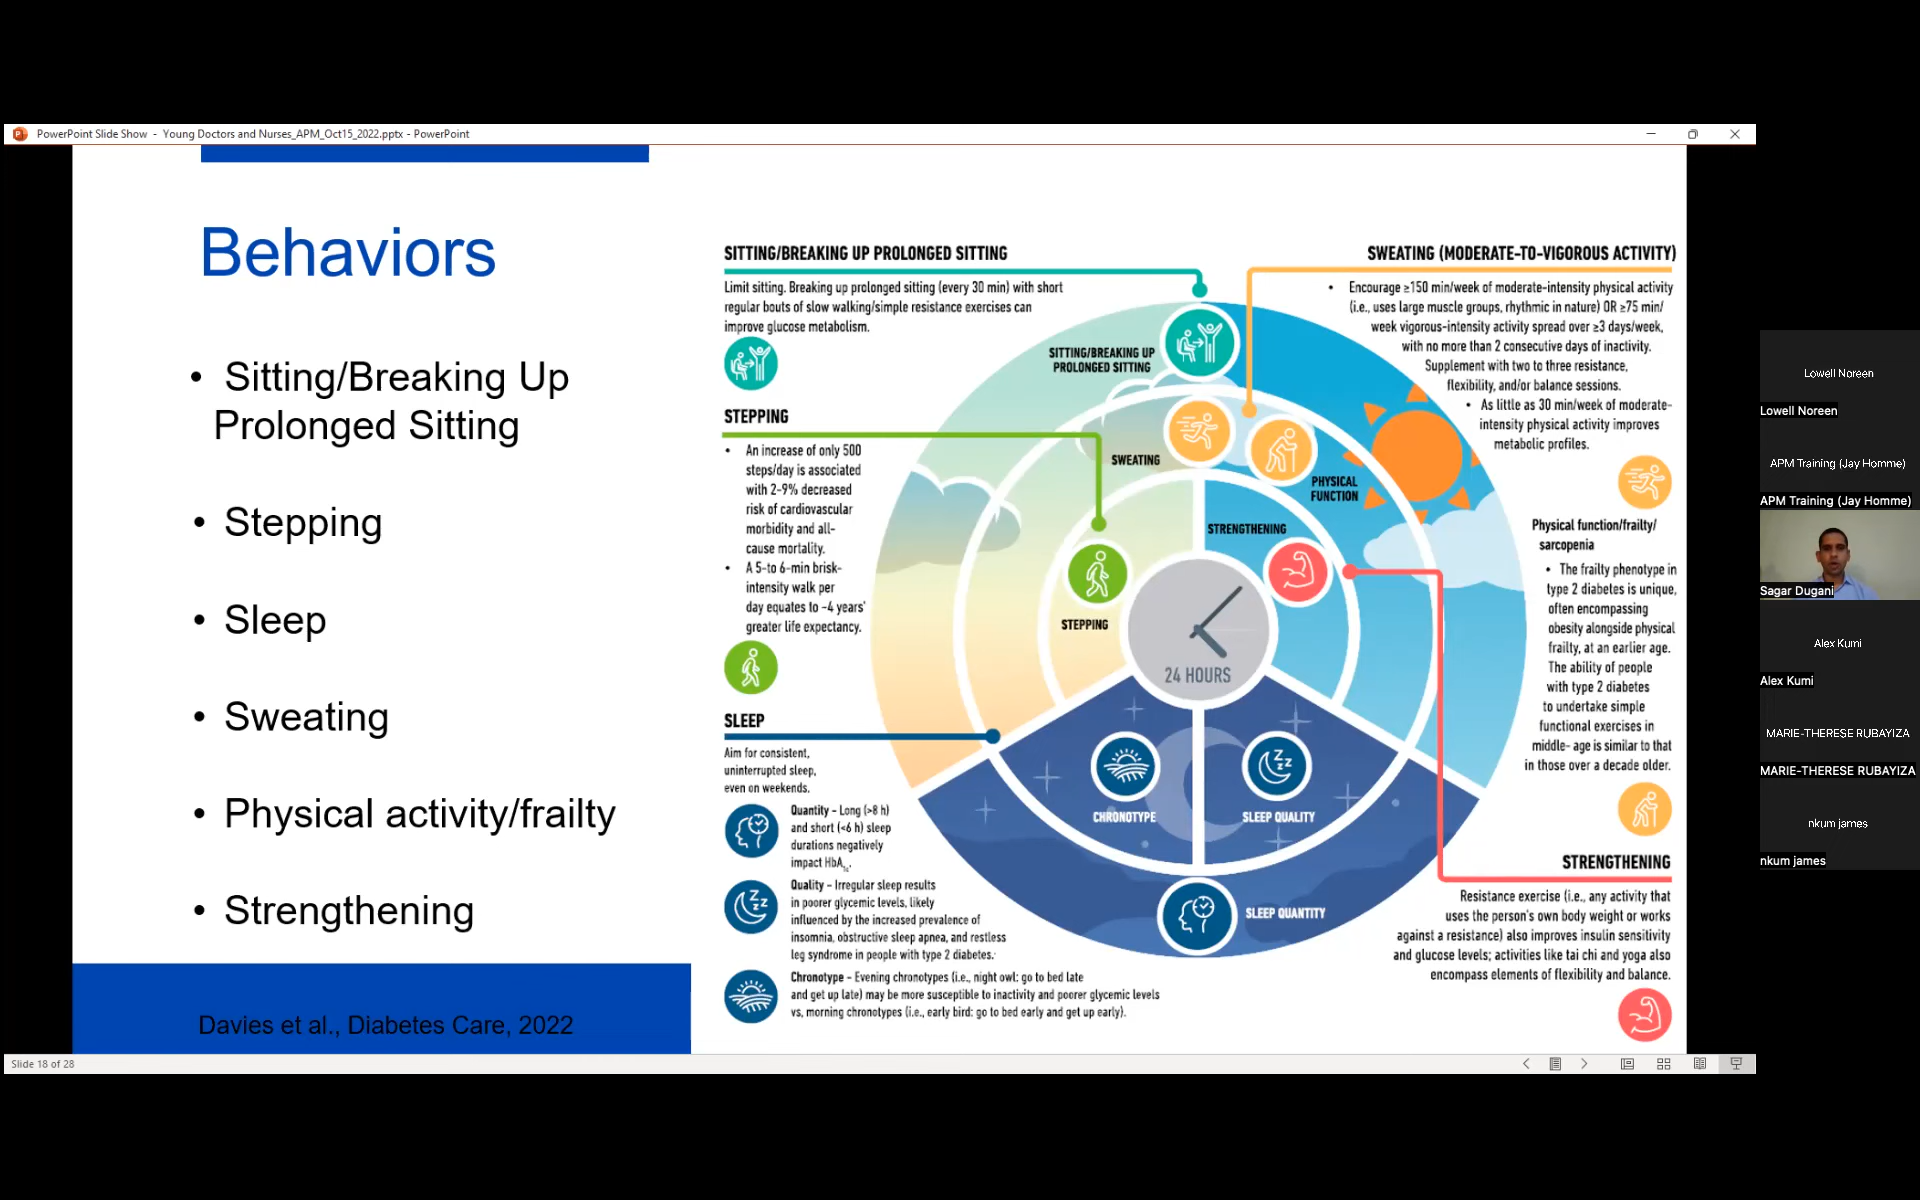 PowerPoint Slide Show - Young Doctors and Nurses_APM_Oct15_2022.pptx - PowerPoint
Behaviors
• Sitting/Breaking Up
Prolonged Sitting
• Stepping
• Sleep
• Sweating
• Physical activity/frailty
• Strengthening
Davies et al., Diabetes Care, 2022
SITTING/BREAKING UP PROLONGED SITTING
Limit sitting. Breaking up prolonged sitting (every 30 min) with short
regular bouts of slow walking/simple resistance exercises can
improve glucose metabolism.
STEPPING
• An increase of only 500
steps/day is associated
with 2-9% decreased
risk of cardiovascular
morbidity and all-
cause mortality.
• A 5-to 6-min brisk-
intensity walk per
day equates to ~4 years'
greater life expectancy.
SLEEP
Aim for consistent,
uninterrupted sleep,
even on weekends.
Quantity – Long (>8 h)
and short (<6 h) sleep
durations negatively
impact HbA1c.
Quality – Irregular sleep results
in poorer glycemic levels, likely
influenced by the increased prevalence of
insomnia, obstructive sleep apnea, and restless
leg syndrome in people with type 2 diabetes.
Chronotype – Evening chronotypes (i.e., night owl: go to bed late
and get up late) may be more susceptible to inactivity and poorer glycemic levels
vs, morning chronotypes (i.e., early bird: go to bed early and get up early).
SITTING/BREAKING UP
PROLONGED SITTING
SWEATING
PHYSICAL
FUNCTION
STRENGTHENING
STEPPING
24 HOURS
CHRONOTYPE
SLEEP QUALITY
SLEEP QUANTITY
SWEATING (MODERATE-TO-VIGOROUS ACTIVITY)
• Encourage ≥150 min/week of moderate-intensity physical activity
(i.e., uses large muscle groups, rhythmic in nature) OR ≥75 min/
week vigorous-intensity activity spread over ≥3 days/week,
with no more than 2 consecutive days of inactivity.
Supplement with two to three resistance,
flexibility, and/or balance sessions.
• As little as 30 min/week of moderate-
intensity physical activity improves
metabolic profiles.
Physical function/frailty/
sarcopenia
• The frailty phenotype in
type 2 diabetes is unique,
often encompassing
obesity alongside physical
frailty, at an earlier age.
The ability of people
with type 2 diabetes
to undertake simple
functional exercises in
middle- age is similar to that
in those over a decade older.
STRENGTHENING
Resistance exercise (i.e., any activity that
uses the person's own body weight or works
against a resistance) also improves insulin sensitivity
and glucose levels; activities like tai chi and yoga also
encompass elements of flexibility and balance.
Slide 18 of 28
Lowell Noreen
Lowell Noreen
APM Training (Jay Homme)
APM Training (Jay Homme)
Sagar Dugani
Alex Kumi
Alex Kumi
MARIE-THERESE RUBAYIZA
MARIE-THERESE RUBAYIZA
nkum james
nkum james